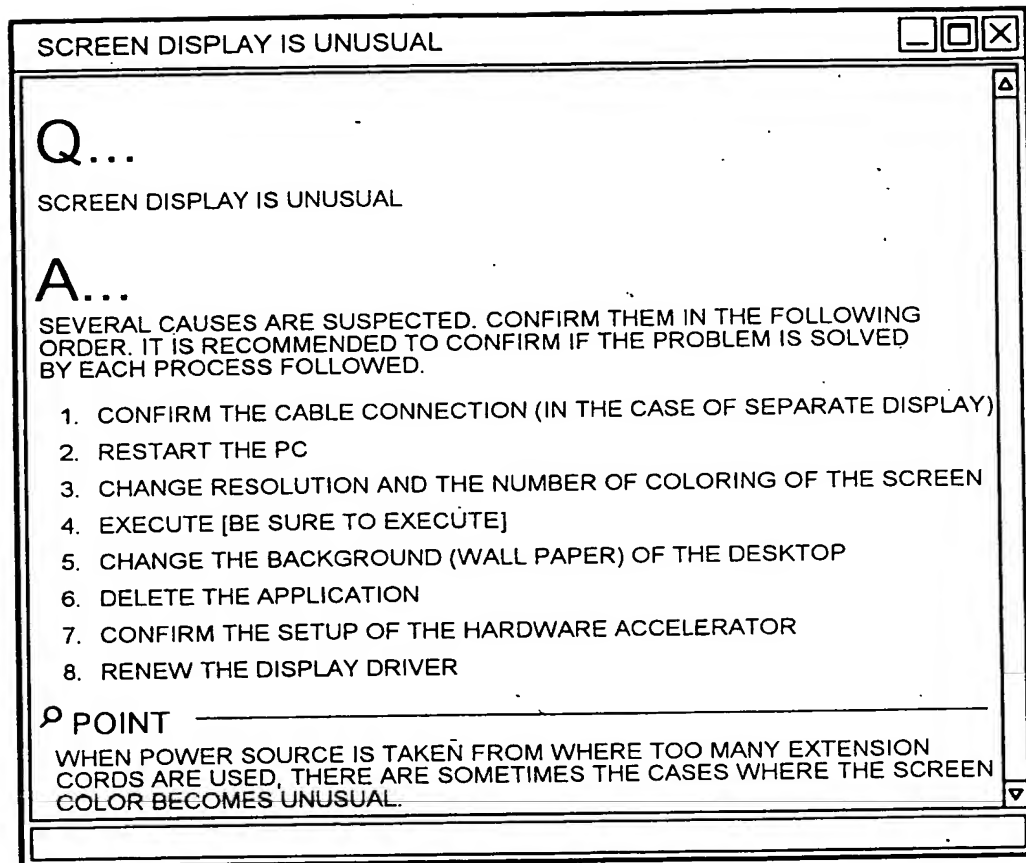 SCREEN DISPLAY IS UNUSUAL
Q...
SCREEN DISPLAY IS UNUSUAL
A...
SEVERAL CAUSES ARE SUSPECTED. CONFIRM THEM IN THE FOLLOWING
ORDER. IT IS RECOMMENDED TO CONFIRM IF THE PROBLEM IS SOLVED
BY EACH PROCESS FOLLOWED.
1. CONFIRM THE CABLE CONNECTION (IN THE CASE OF SEPARATE DISPLAY)
2. RESTART THE PC
3. CHANGE RESOLUTION AND THE NUMBER OF COLORING OF THE SCREEN
4. EXECUTE [BE SURE TO EXECUTE]
5. CHANGE THE BACKGROUND (WALL PAPER) OF THE DESKTOP
6. DELETE THE APPLICATION
7. CONFIRM THE SETUP OF THE HARDWARE ACCELERATOR
8. RENEW THE DISPLAY DRIVER
POINT
WHEN POWER SOURCE IS TAKEN FROM WHERE TOO MANY EXTENSION
CORDS ARE USED, THERE ARE SOMETIMES THE CASES WHERE THE SCREEN
COLOR BECOMES UNUSUAL.